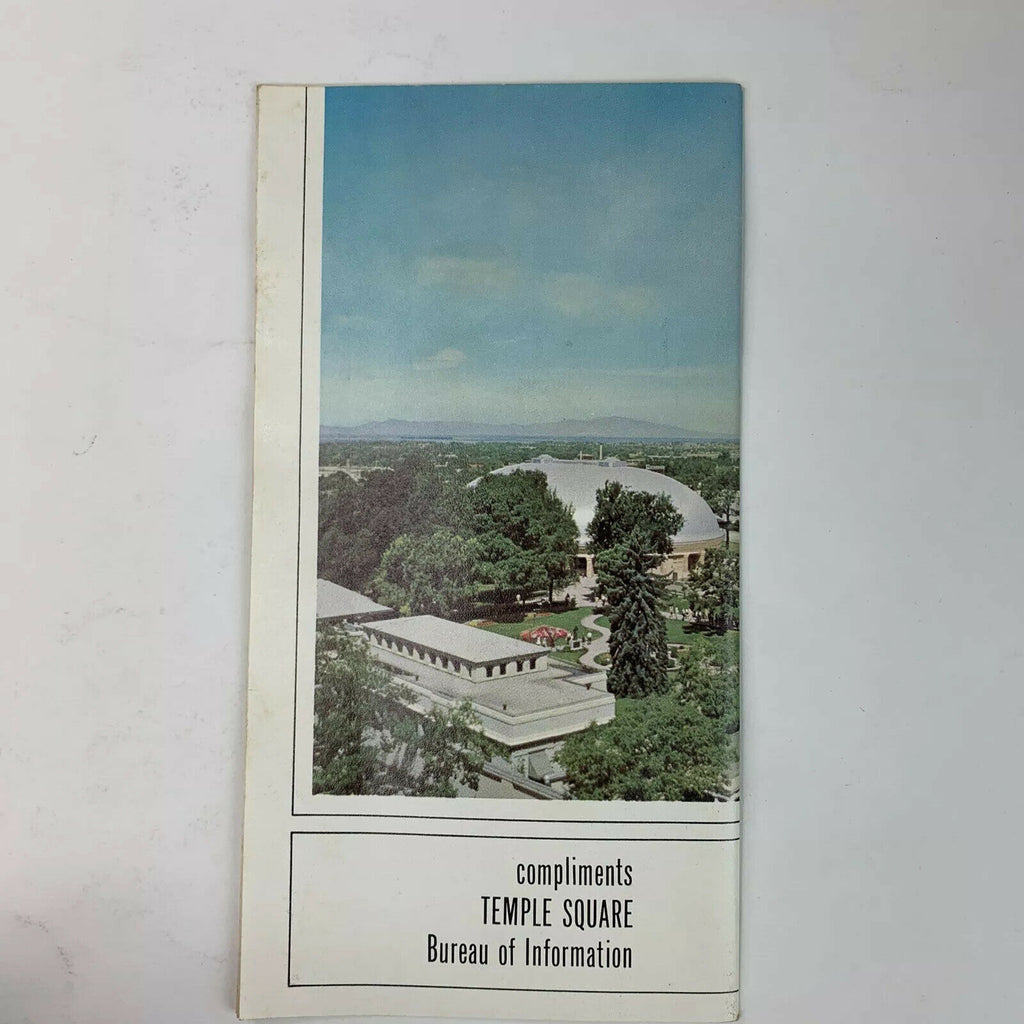 compliments
TEMPLE SQUARE
Bureau of Information